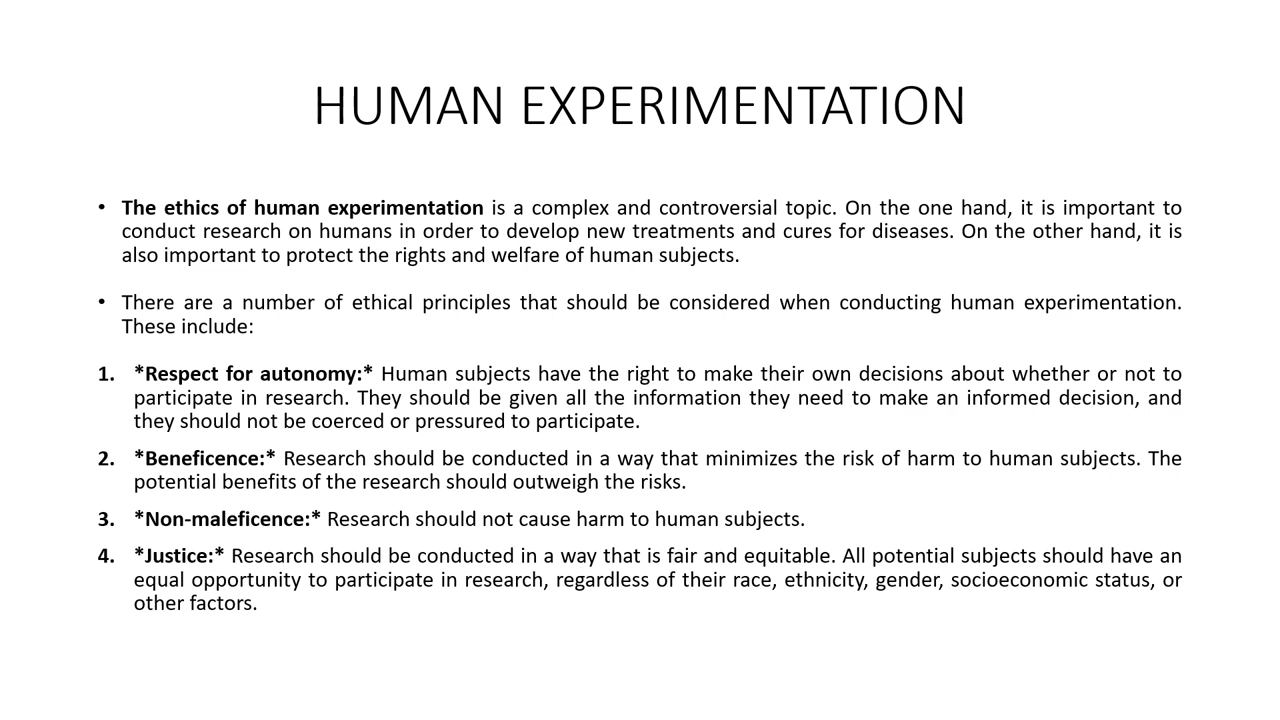 HUMAN EXPERIMENTATION
• The ethics of human experimentation is a complex and controversial topic. On the one hand, it is important to
conduct research on humans in order to develop new treatments and cures for diseases. On the other hand, it is
also important to protect the rights and welfare of human subjects.
• There are a number of ethical principles that should be considered when conducting human experimentation.
These include:
1. *Respect for autonomy:* Human subjects have the right to make their own decisions about whether or not to
participate in research. They should be given all the information they need to make an informed decision, and
they should not be coerced or pressured to participate.
2. *Beneficence:* Research should be conducted in a way that minimizes the risk of harm to human subjects. The
potential benefits of the research should outweigh the risks.
3. *Non-maleficence:* Research should not cause harm to human subjects.
4. *Justice:* Research should be conducted in a way that is fair and equitable. All potential subjects should have an
equal opportunity to participate in research, regardless of their race, ethnicity, gender, socioeconomic status, or
other factors.